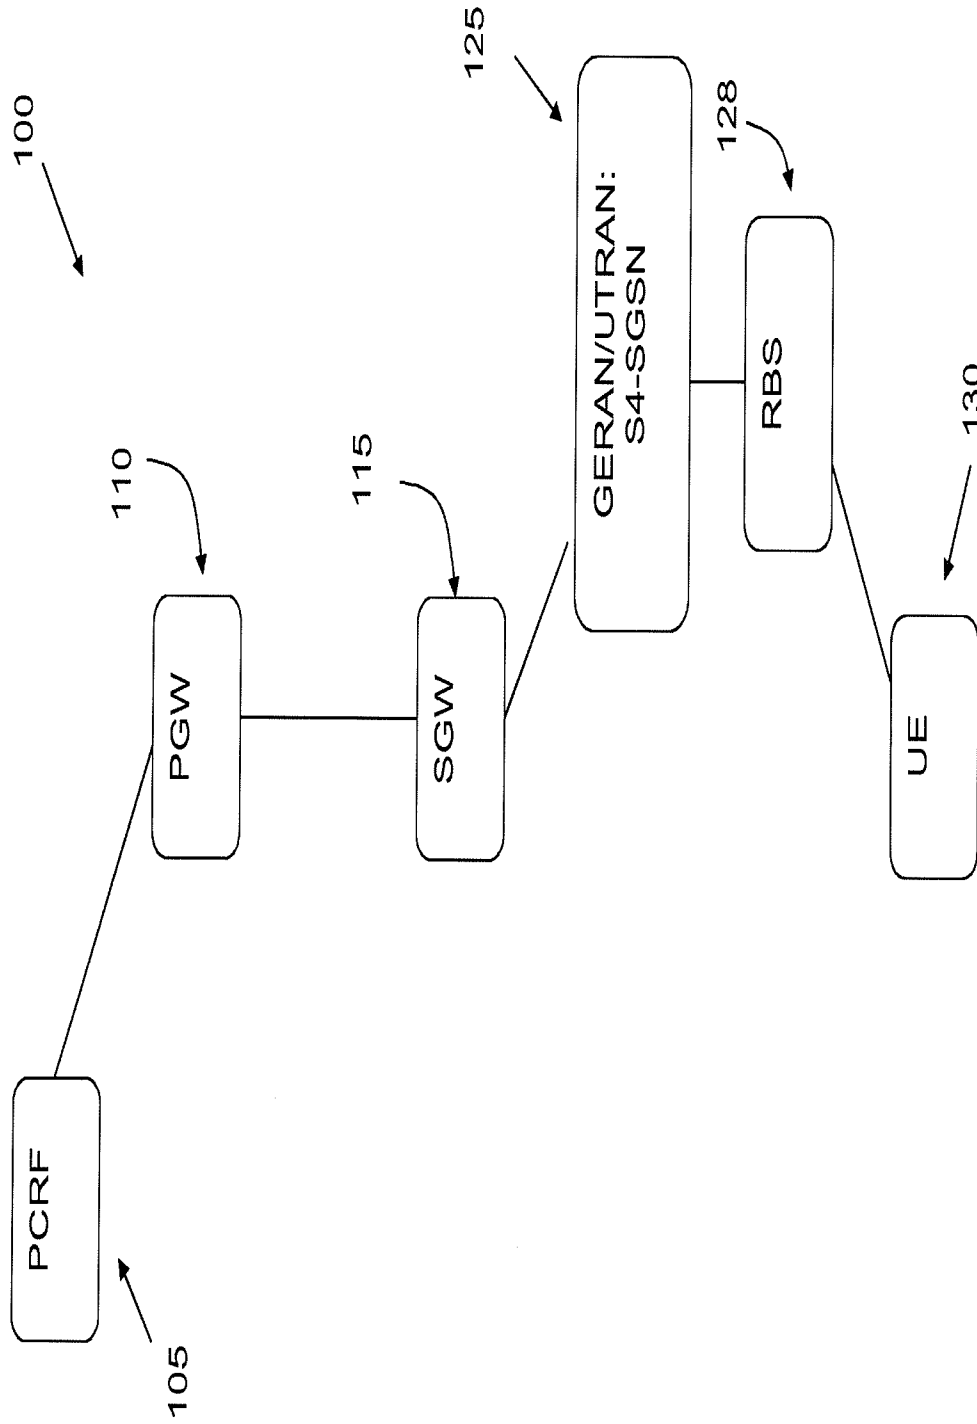 100
PCRF
105
PGW
110
SGW
115
GERAN/UTRAN:
S4-SGSN
125
RBS
128
UE
130